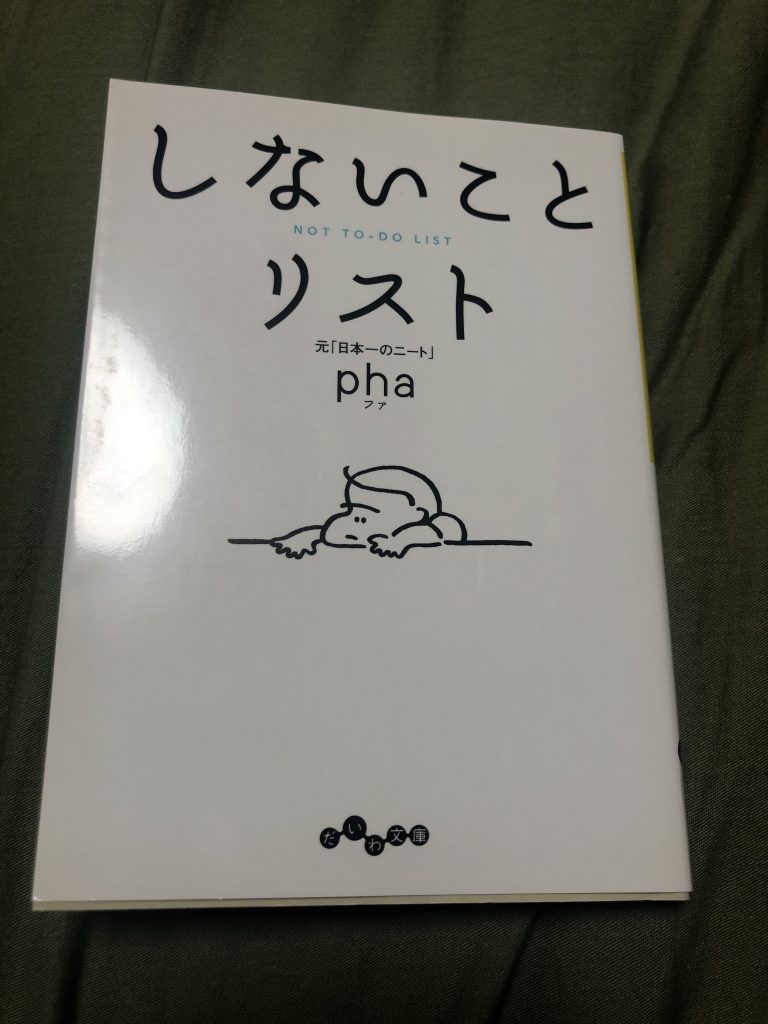 しないこと
NOT TO-DO LIST
リスト
元「日本一のニート」
pha
ファ
だいわ文庫